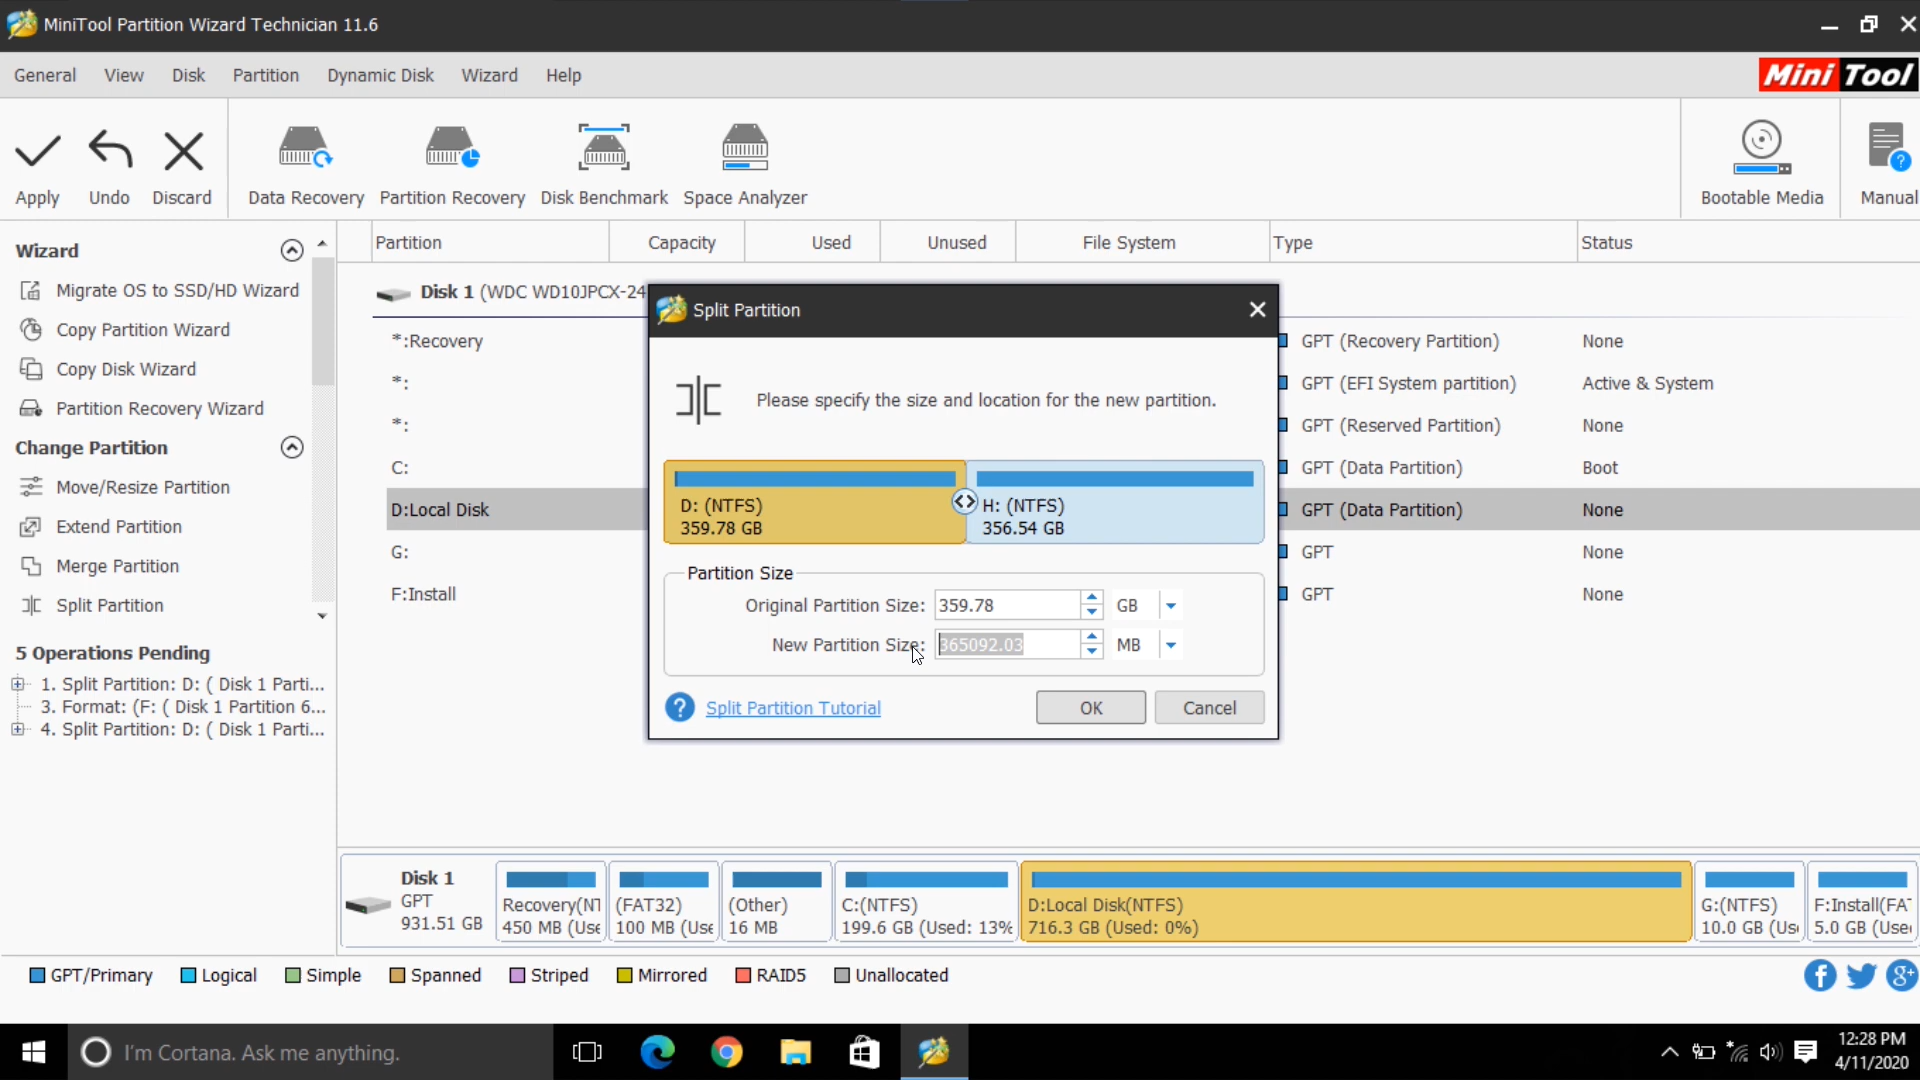 MiniTool Partition Wizard Technician 11.6
General View Disk Partition Dynamic Disk Wizard Help
Mini Tool
Apply Undo Discard Data Recovery Partition Recovery Disk Benchmark Space Analyzer Bootable Media Manual
Wizard
Migrate OS to SSD/HD Wizard
Copy Partition Wizard
Copy Disk Wizard
Partition Recovery Wizard
Change Partition
Move/Resize Partition
Extend Partition
Merge Partition
Split Partition
5 Operations Pending
1. Split Partition: D: ( Disk 1 Parti...
3. Format: (F: ( Disk 1 Partition 6...
4. Split Partition: D: ( Disk 1 Parti...
Partition Capacity Used Unused File System Type Status
Disk 1 (WDC WD10JPCX-24
*:Recovery GPT (Recovery Partition) None
*: GPT (EFI System partition) Active & System
*: GPT (Reserved Partition) None
C: GPT (Data Partition) Boot
D:Local Disk GPT (Data Partition) None
G: GPT None
F:Install GPT None
Split Partition
Please specify the size and location for the new partition.
D: (NTFS) H: (NTFS)
359.78 GB 356.54 GB
Partition Size
Original Partition Size: 359.78 GB
New Partition Size: 365092.03 MB
Split Partition Tutorial OK Cancel
Disk 1
GPT
931.51 GB
Recovery(NT
450 MB (Use
(FAT32)
100 MB (Use
(Other)
16 MB
C:(NTFS)
199.6 GB (Used: 13%
D:Local Disk(NTFS)
716.3 GB (Used: 0%)
G:(NTFS)
10.0 GB (Us
F:Install(FA
5.0 GB (Use
GPT/Primary Logical Simple Spanned Striped Mirrored RAID5 Unallocated
I'm Cortana. Ask me anything.
12:28 PM
4/11/2020